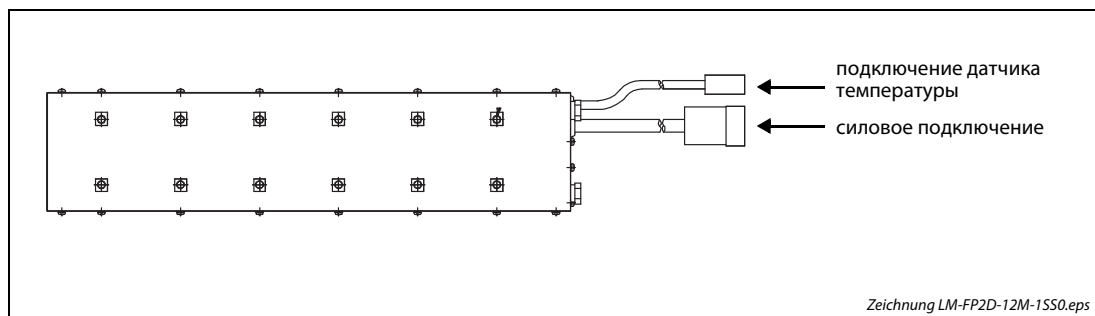 подключение датчика
температуры
силовое подключение
Zeichnung LM-FP2D-12M-1SS0.eps